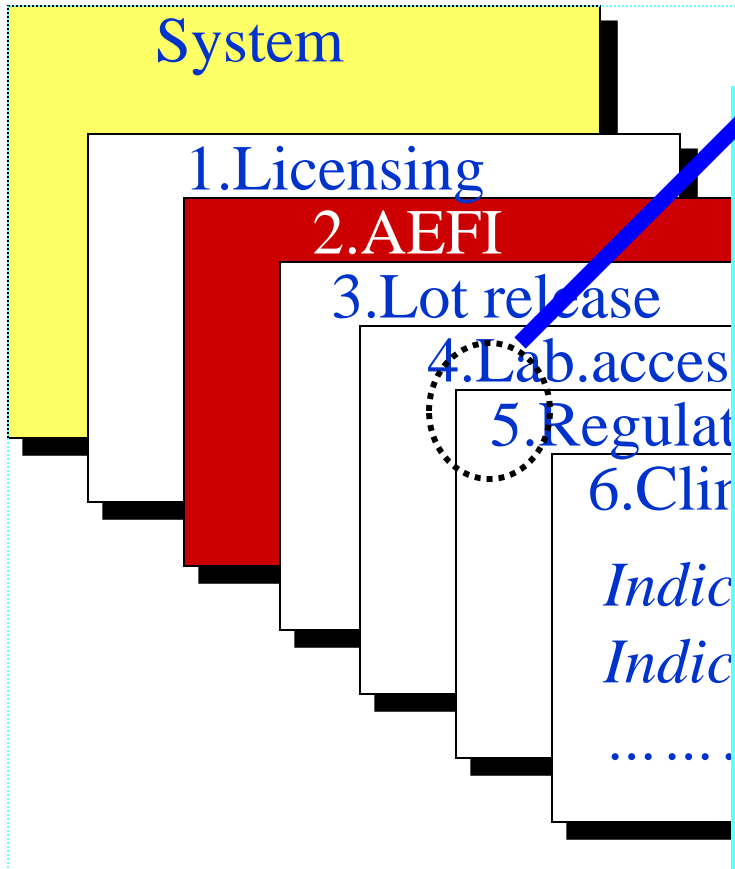 System
1.Licensing
2.AEFI
3.Lot release
4.Lab.acces
5.Regulat
6.Clin
Indic
Indic
………